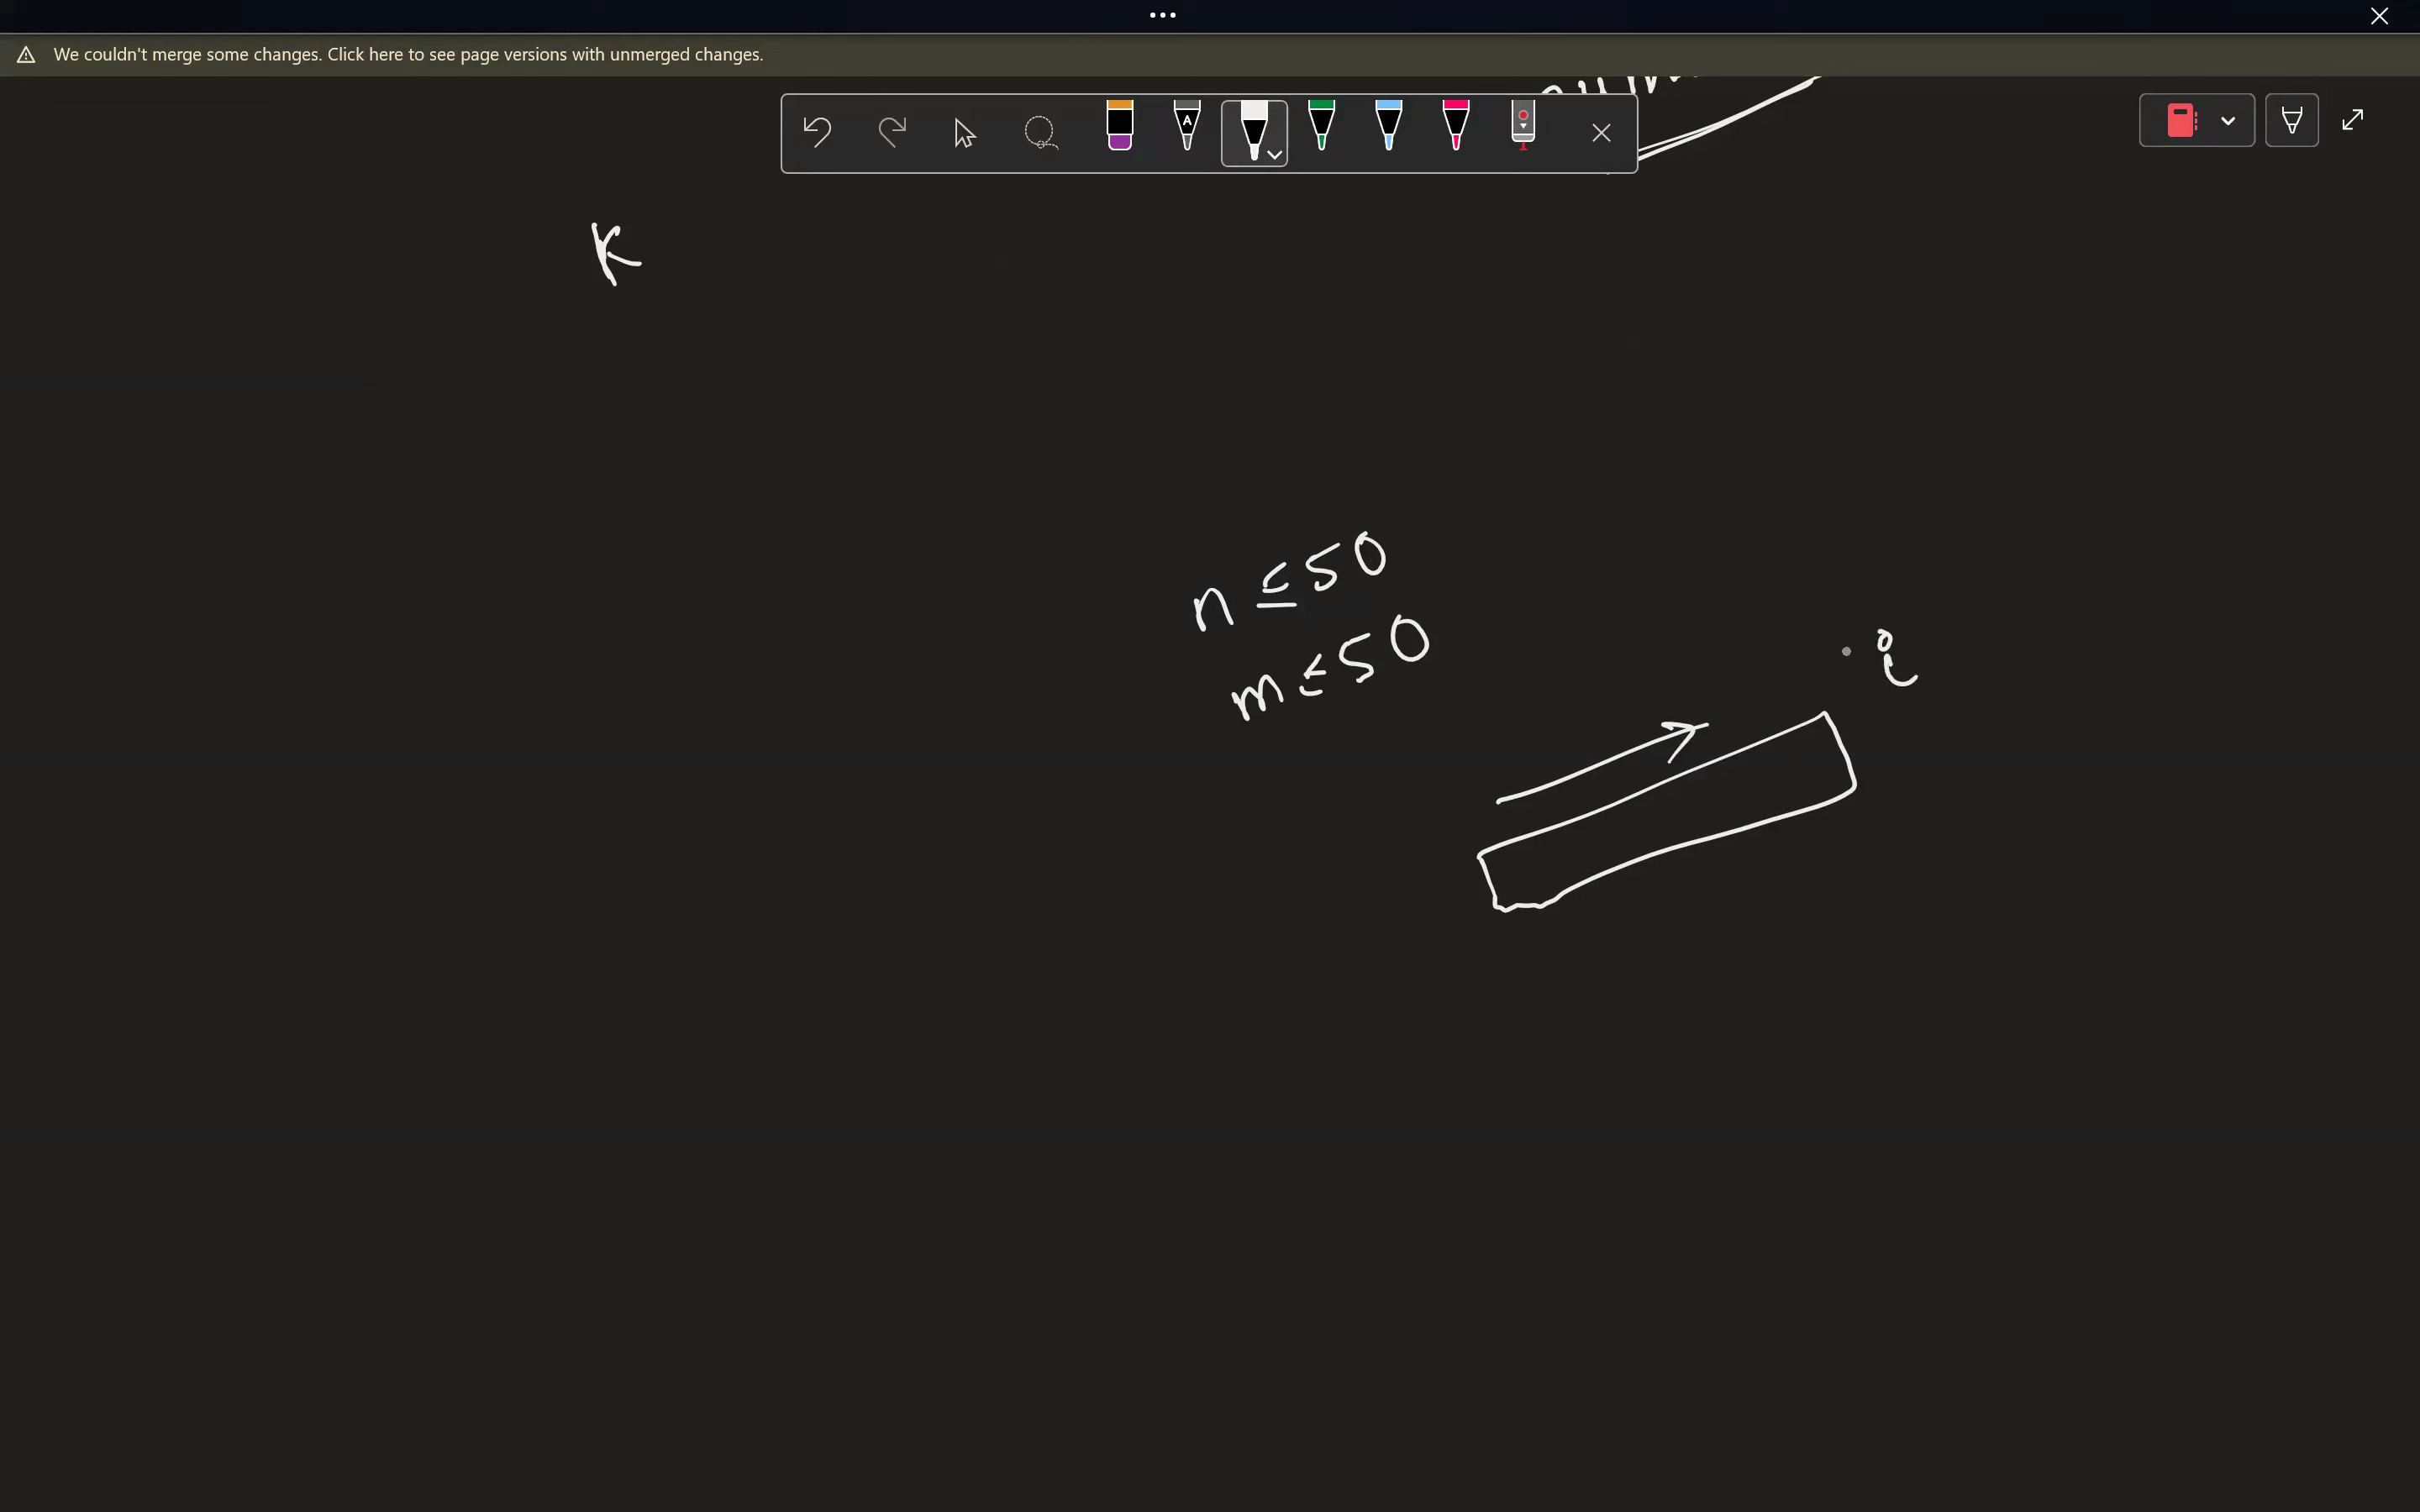 We couldn't merge some changes. Click here to see page versions with unmerged changes.
A
K
n ≤ 50
m ≤ 50
i